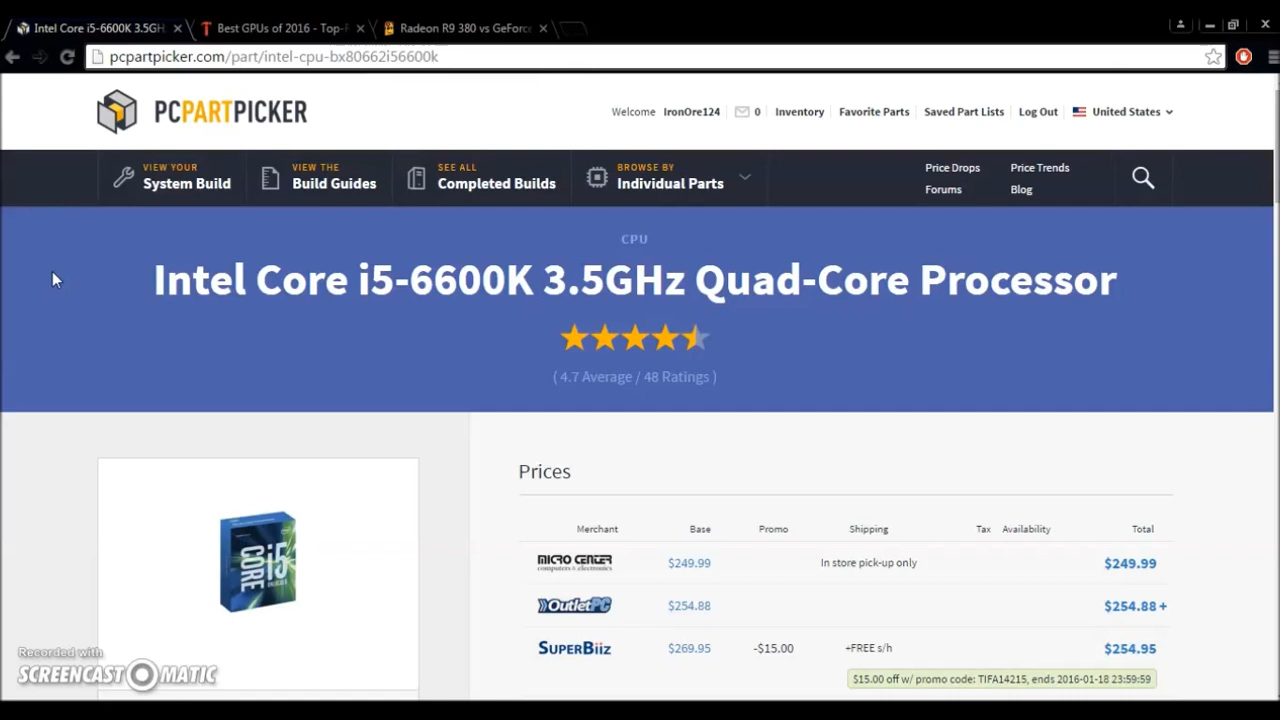 Intel Core i5-6600K 3.5GH
Best GPUs of 2016 - Top-F
Radeon R9 380 vs GeForce
pcpartpicker.com/part/intel-cpu-bx80662i56600k
PCPARTPICKER
Welcome IronOre124 0 Inventory Favorite Parts Saved Part Lists Log Out United States
VIEW YOUR
System Build
VIEW THE
Build Guides
SEE ALL
Completed Builds
BROWSE BY
Individual Parts
Price Drops Price Trends
Forums Blog
CPU
Intel Core i5-6600K 3.5GHz Quad-Core Processor
( 4.7 Average / 48 Ratings )
CORE i5
Prices
Merchant Base Promo Shipping Tax Availability Total
MICRO CENTER
computers & electronics
$249.99 In store pick-up only $249.99
OutletPC $254.88 $254.88 +
SUPERBIIZ $269.95 -$15.00 +FREE s/h $254.95
$15.00 off w/ promo code: TIFA14215, ends 2016-01-18 23:59:59
Recorded with
SCREENCAST MATIC